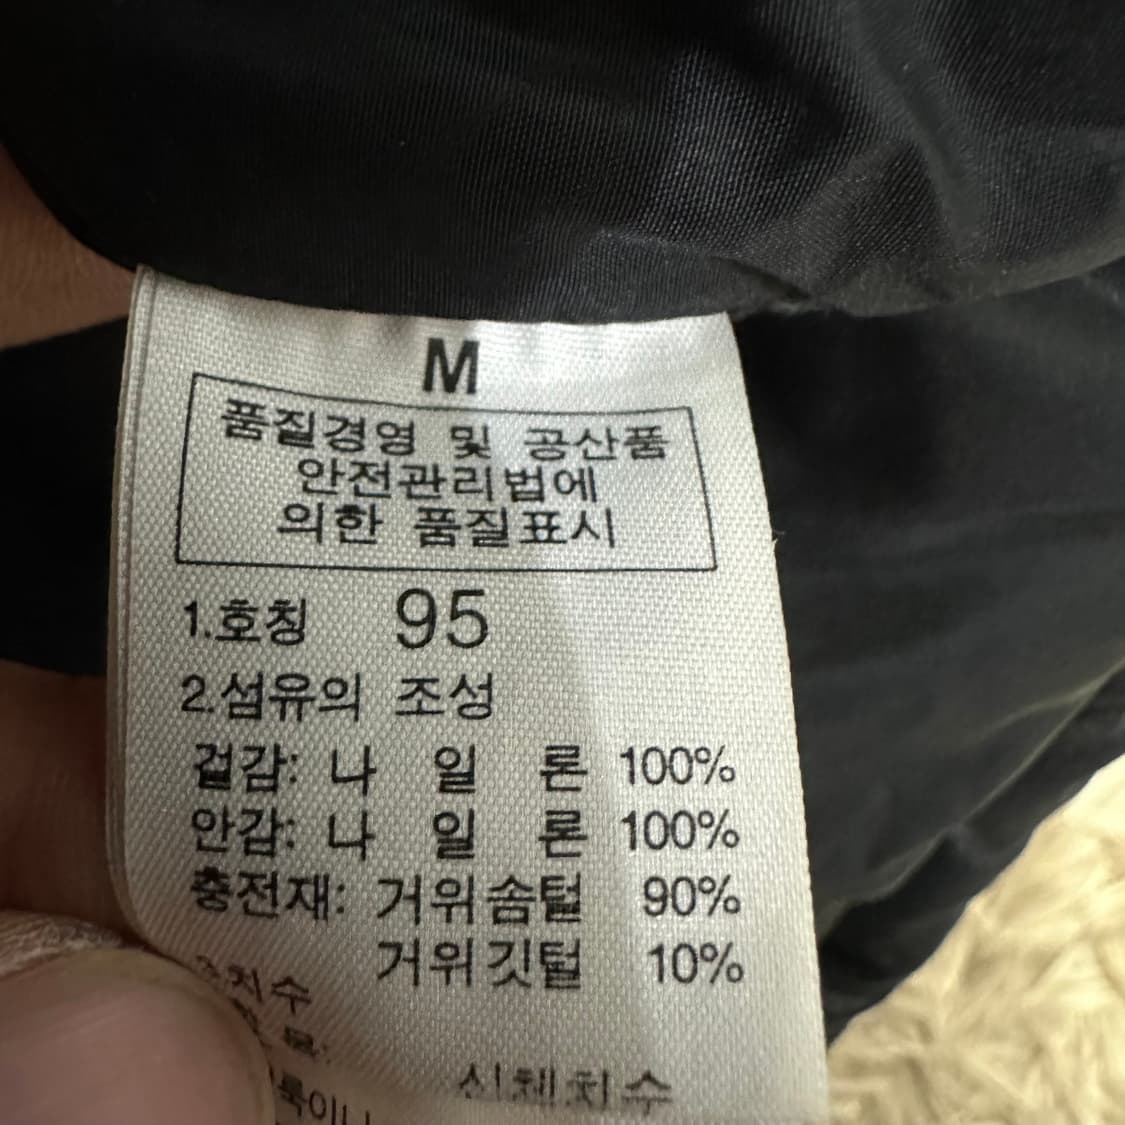 M
품질경영 및 공산품
안전관리법에
의한 품질표시
1.호칭 95
2.섬유의 조성
겉감: 나 일 론 100%
안감: 나 일 론 100%
충전재: 거위솜털 90%
거위깃털 10%
치수
신체치수